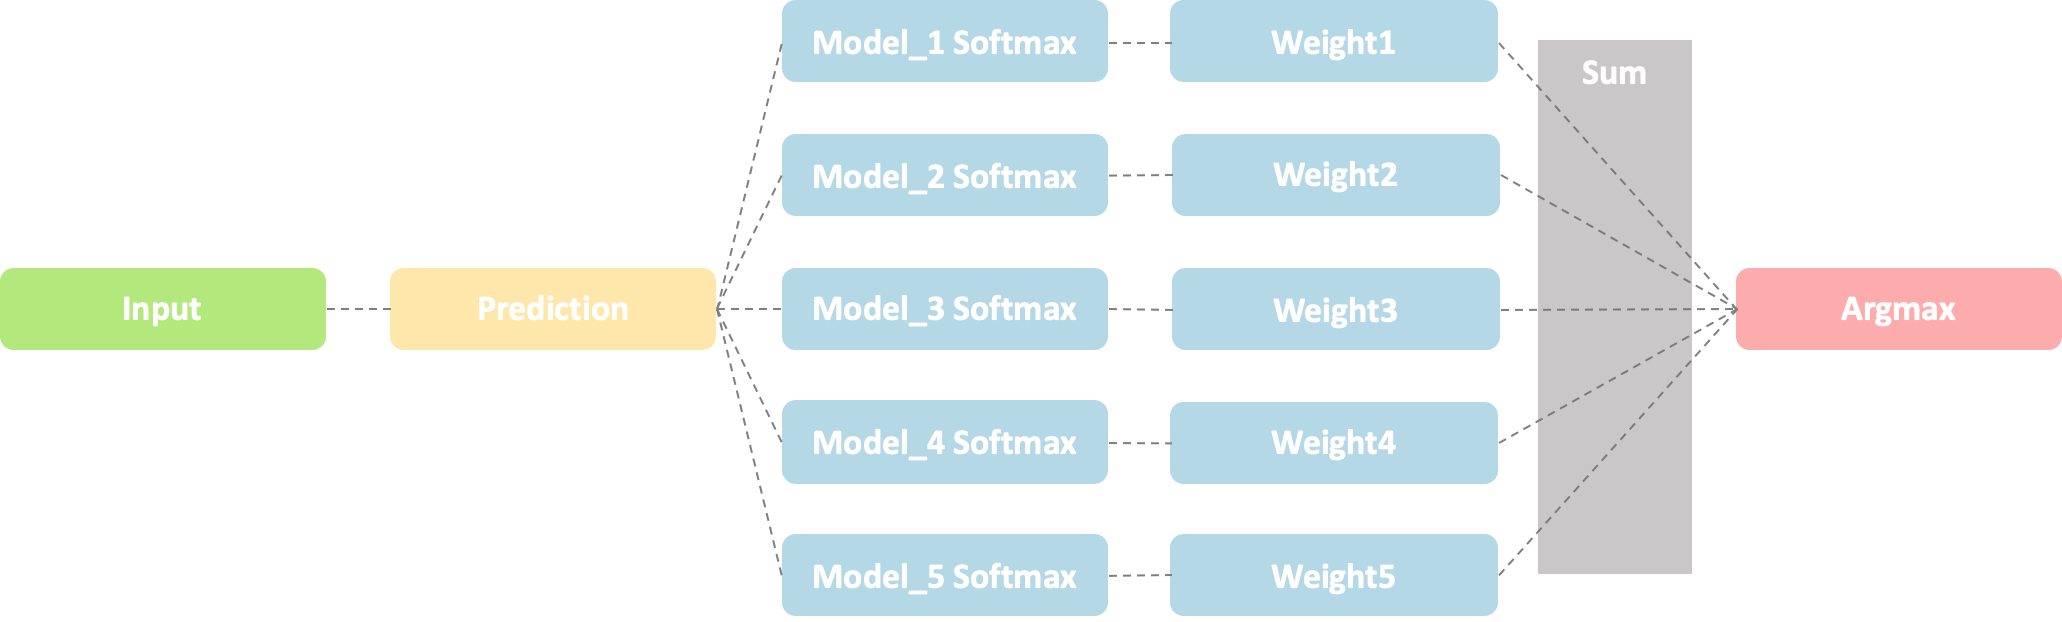 Model_1 Softmax
Weight1
Sum
Model_2 Softmax
Weight2
Input
Prediction
Model_3 Softmax
Weight3
Argmax
Model_4 Softmax
Weight4
Model_5 Softmax
Weight5